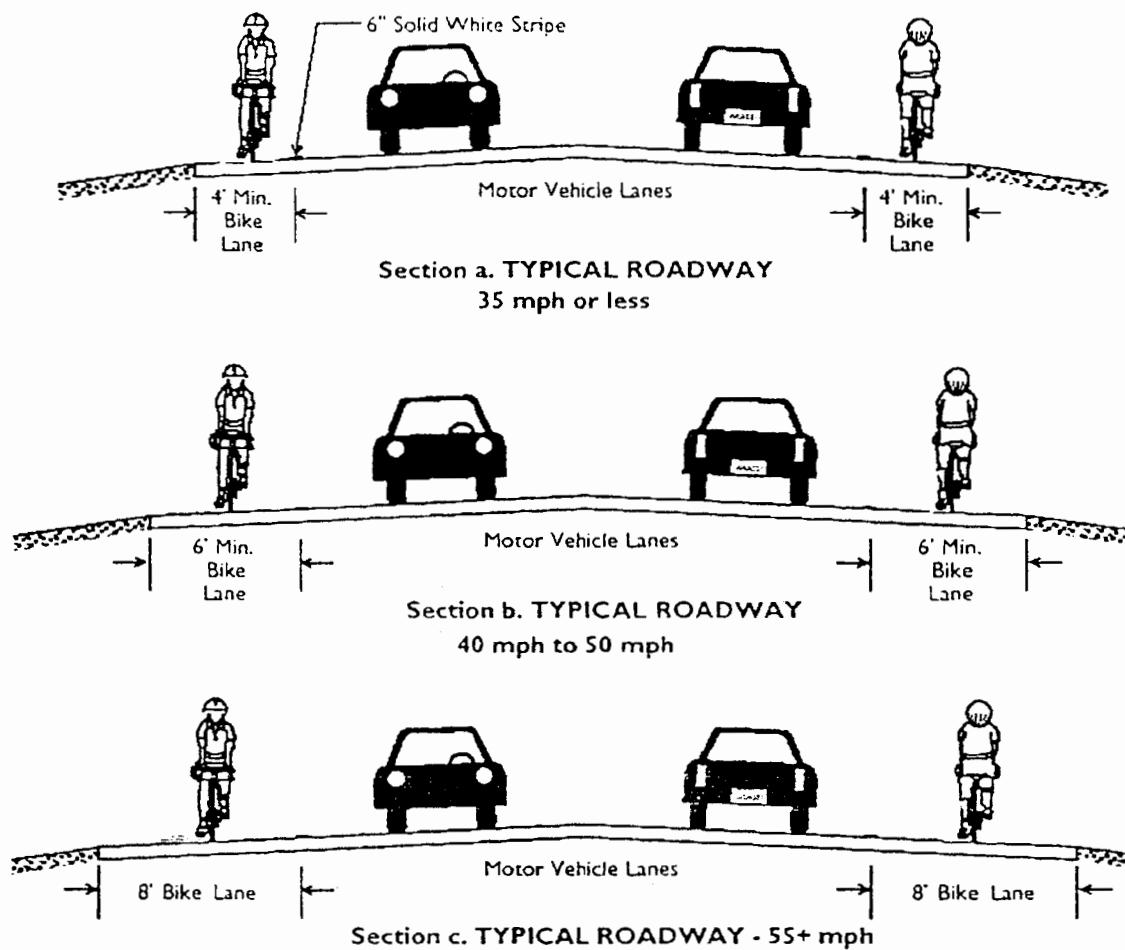 6" Solid White Stripe
Motor Vehicle Lanes
4' Min.
Bike
Lane
4' Min.
Bike
Lane
Section a. TYPICAL ROADWAY
35 mph or less
Motor Vehicle Lanes
6' Min.
Bike
Lane
6' Min.
Bike
Lane
Section b. TYPICAL ROADWAY
40 mph to 50 mph
Motor Vehicle Lanes
8' Bike Lane
8' Bike Lane
Section c. TYPICAL ROADWAY - 55+ mph